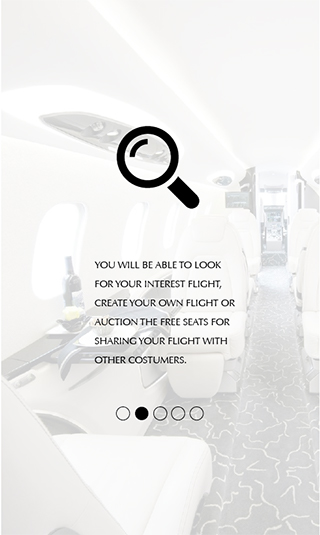 YOU WILL BE ABLE TO LOOK
FOR YOUR INTEREST FLIGHT,
CREATE YOUR OWN FLIGHT OR
AUCTION THE FREE SEATS FOR
SHARING YOUR FLIGHT WITH
OTHER COSTUMERS.